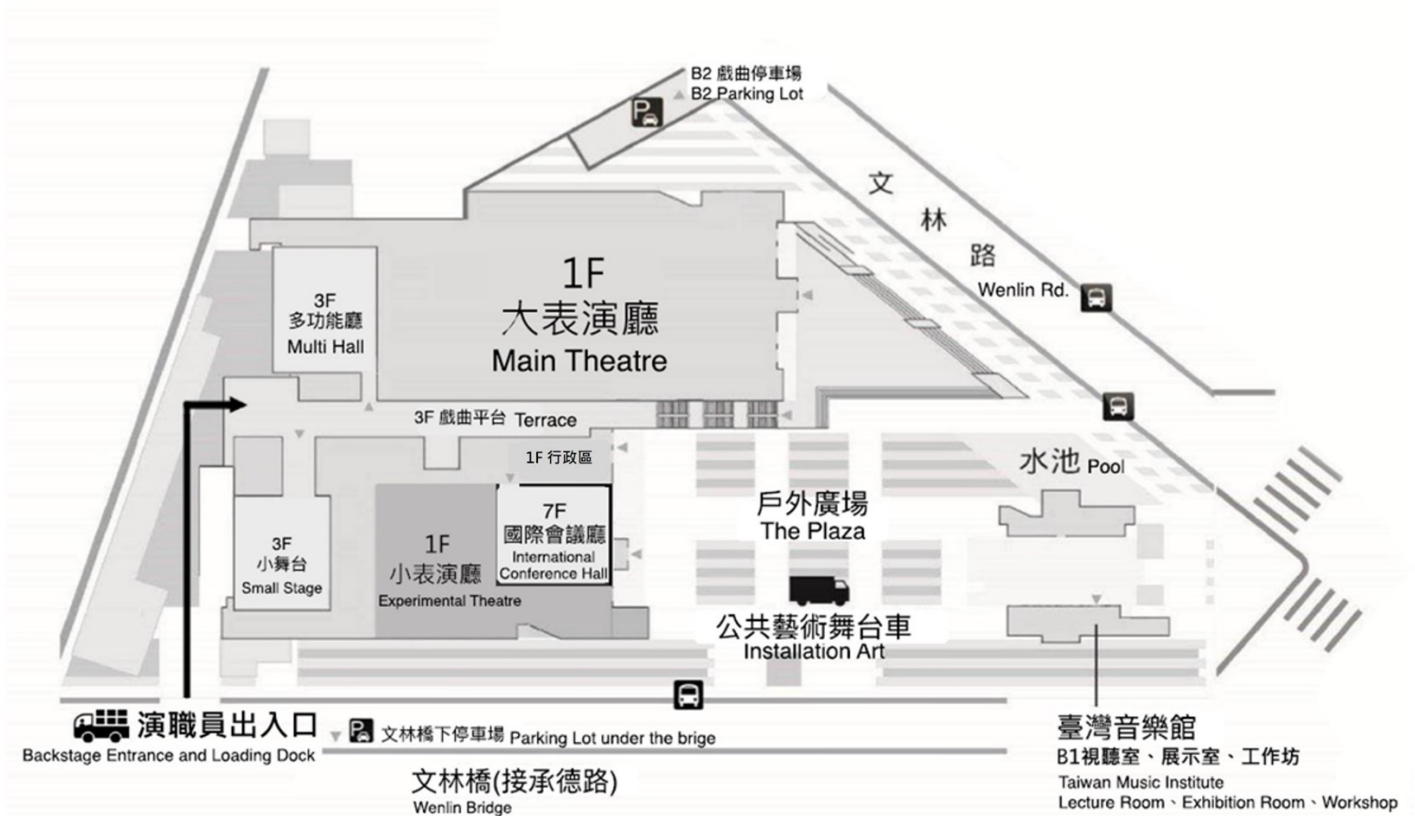 B2 戲曲停車場
B2 Parking Lot
P
文
林
路
Wenlin Rd.
1F
大表演廳
Main Theatre
3F
多功能廳
Multi Hall
3F 戲曲平台 Terrace
1F 行政區
水池 Pool
戶外廣場
The Plaza
7F
國際會議廳
International
Conference Hall
1F
小表演廳
Experimental Theatre
3F
小舞台
Small Stage
公共藝術舞台車
Installation Art
演職員出入口
Backstage Entrance and Loading Dock
P 文林橋下停車場 Parking Lot under the brige
文林橋(接承德路)
Wenlin Bridge
臺灣音樂館
B1視聽室、展示室、工作坊
Taiwan Music Institute
Lecture Room、Exhibition Room、Workshop